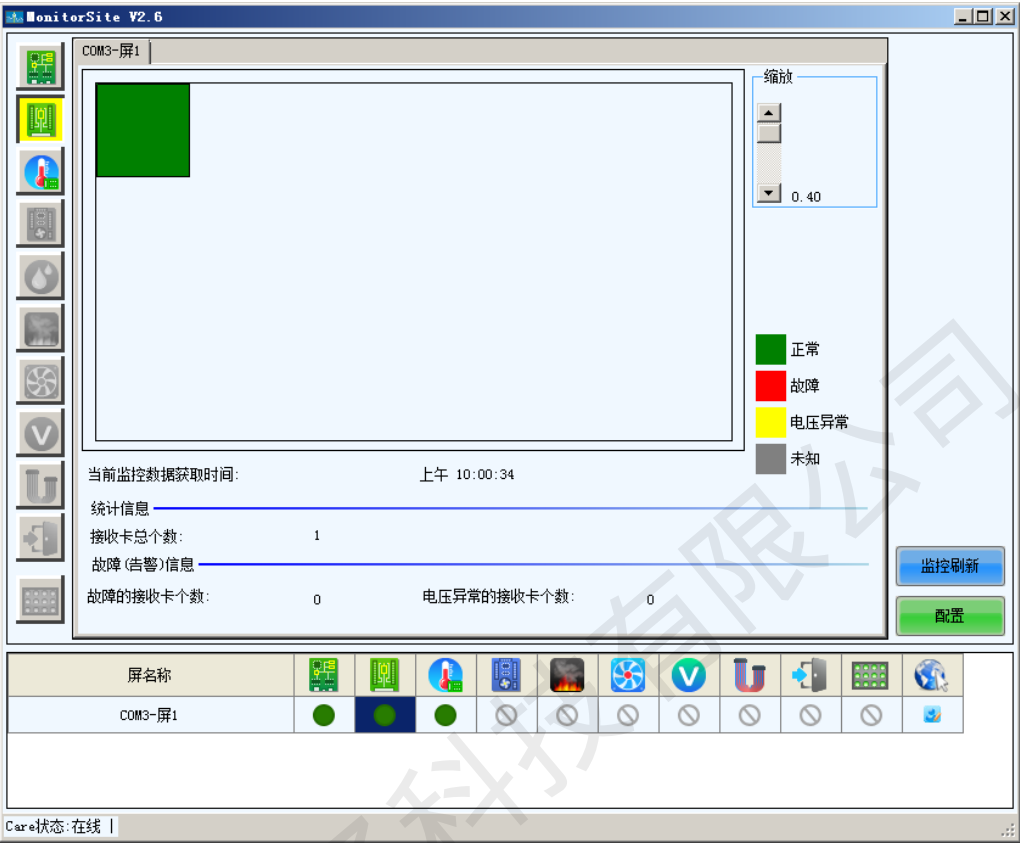 MonitorSite V2.6
COM3-屏1
缩放
0.40
正常
故障
电压异常
未知
当前监控数据获取时间: 上午 10:00:34
统计信息
接收卡总个数: 1
故障(告警)信息
故障的接收卡个数: 0 电压异常的接收卡个数: 0
监控刷新
配置
屏名称
COM3-屏1
Care状态:在线
科技有限公司